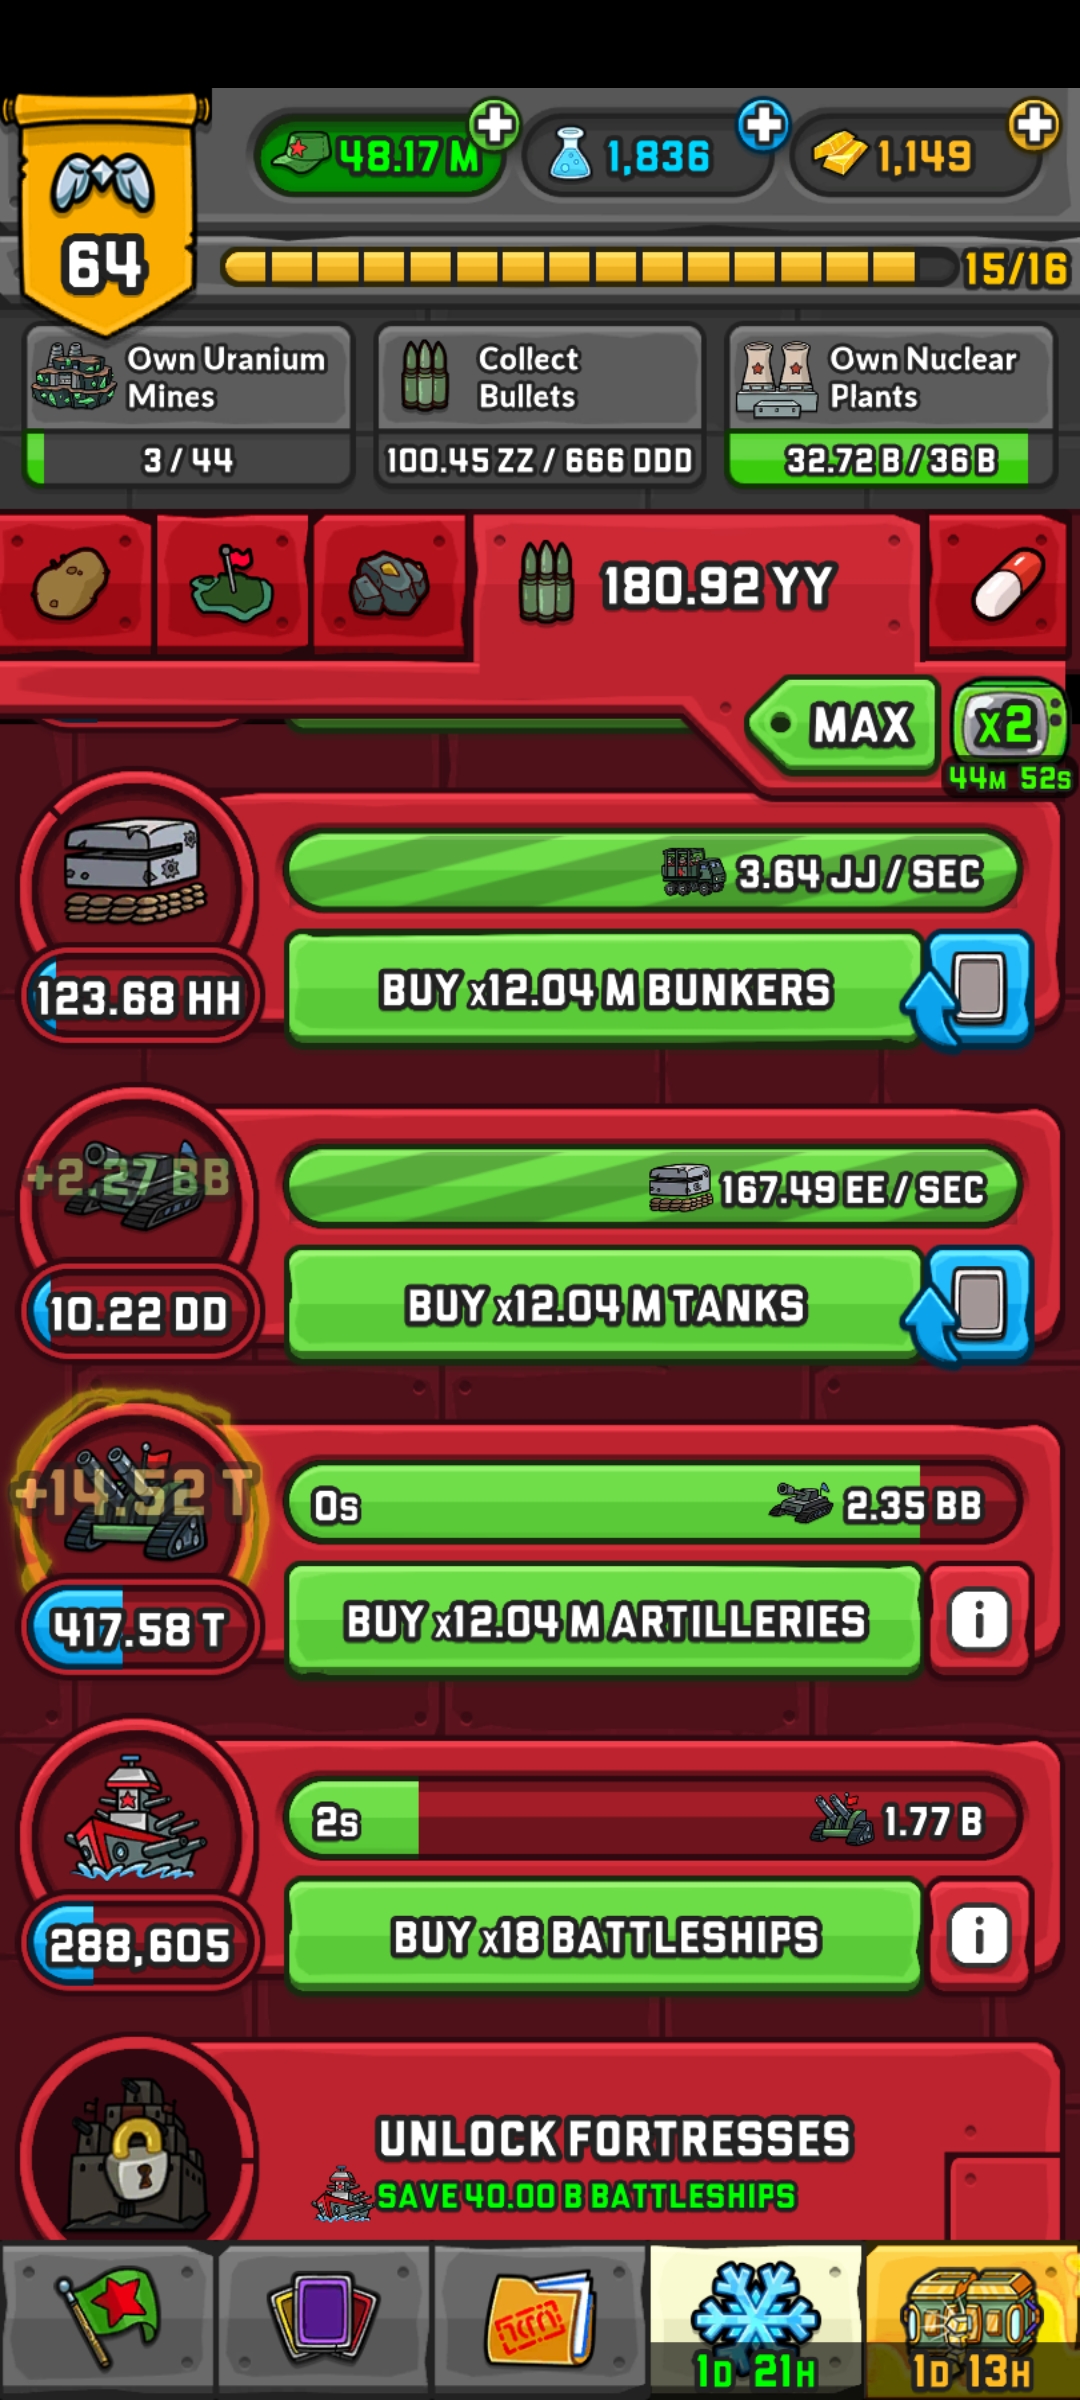 48.17 M
1,836
1,149
64
15/16
Own Uranium
Mines
3 / 44
Collect
Bullets
100.45 ZZ / 666 DDD
Own Nuclear
Plants
32.72 B / 36 B
180.92 YY
MAX
x2
44M 52S
3.64 JJ / SEC
123.68 HH
BUY x12.04 M BUNKERS
+2.27 BB
167.49 EE / SEC
10.22 DD
BUY x12.04 M TANKS
+14.52 T
0s
2.35 BB
417.58 T
BUY x12.04 M ARTILLERIES
i
2s
1.77 B
288,605
BUY x18 BATTLESHIPS
i
UNLOCK FORTRESSES
SAVE 40.00 B BATTLESHIPS
1D 21H
1D 13H